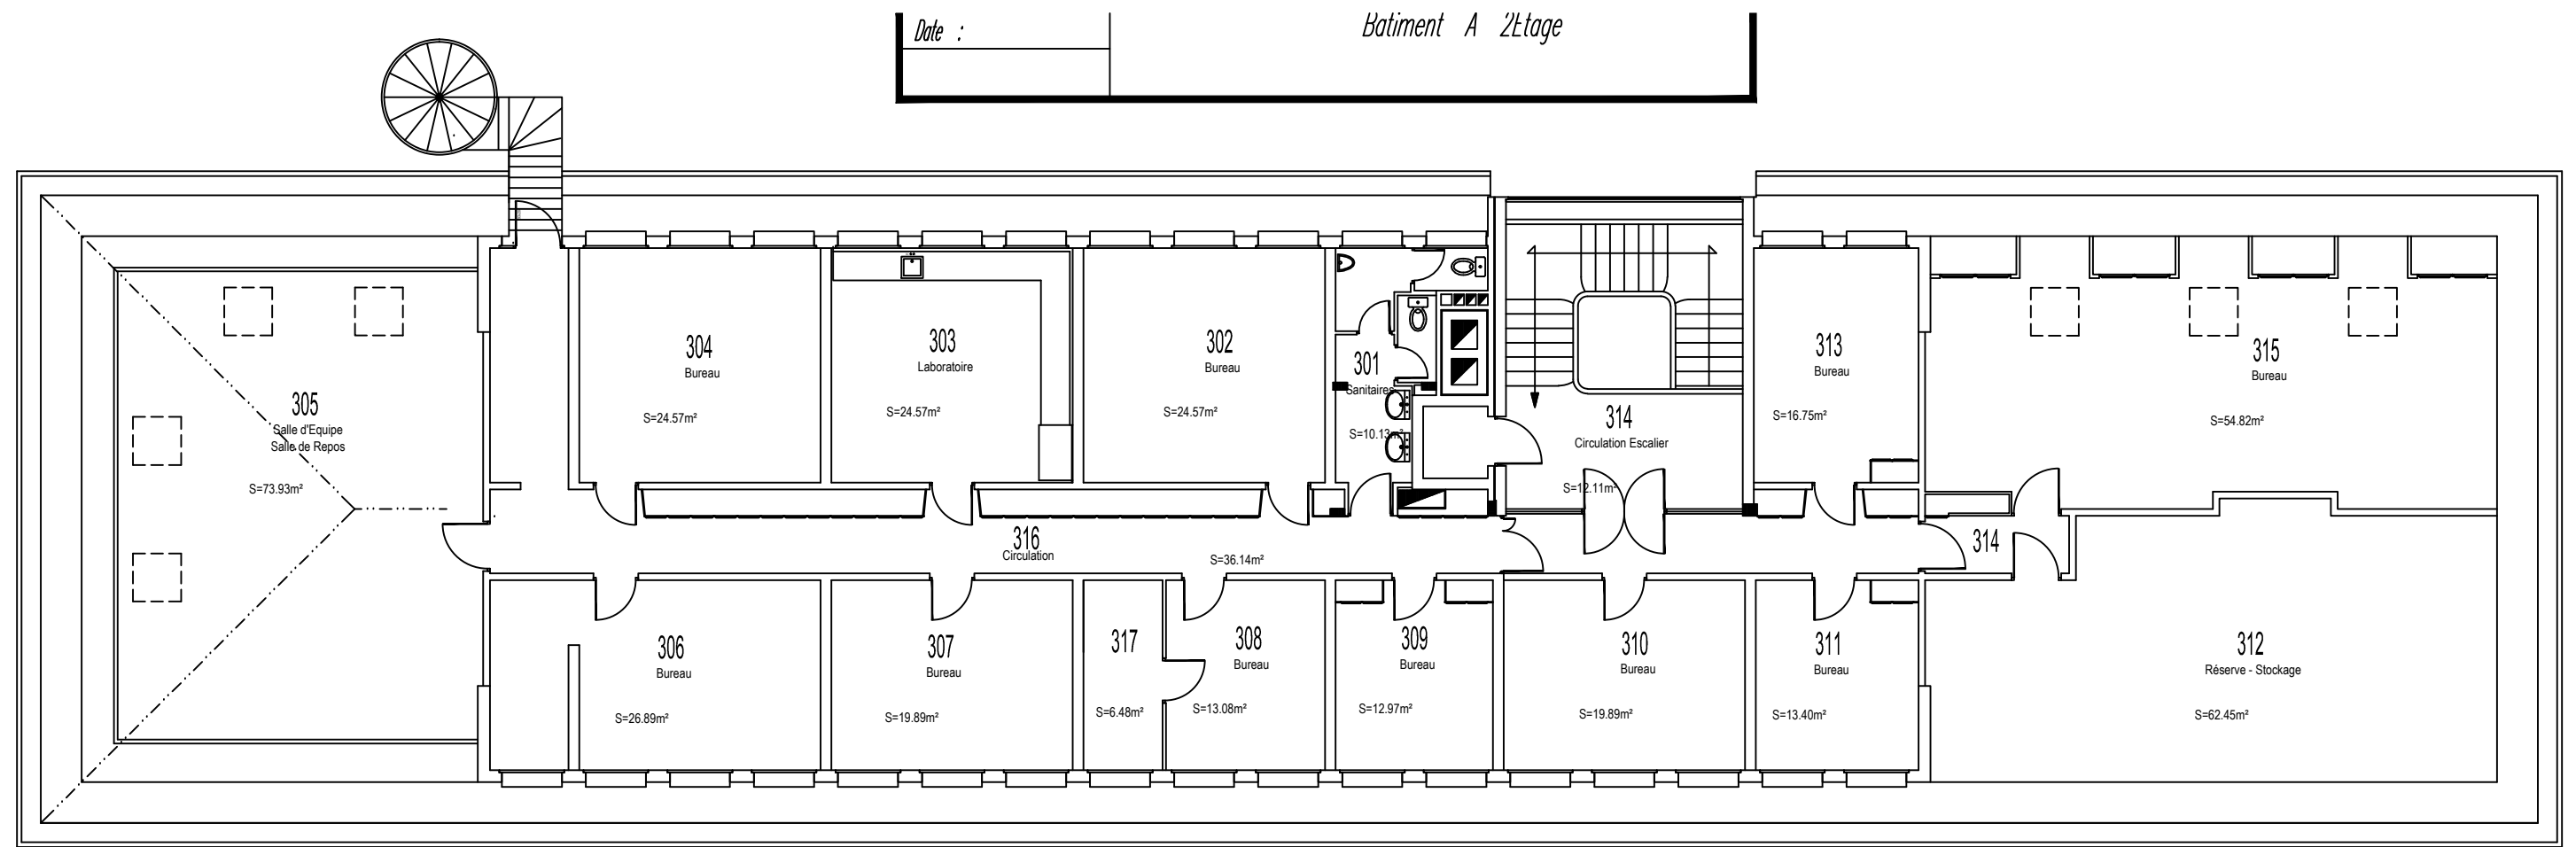 Date :
Batiment A 2Etage
304
Bureau
S=24.57m²
303
Laboratoire
S=24.57m²
302
Bureau
S=24.57m²
301
Sanitaires
S=10.13m²
314
Circulation Escalier
S=12.11m²
313
Bureau
S=16.75m²
315
Bureau
S=54.82m²
305
Salle d'Equipe
Salle de Repos
S=73.93m²
316
Circulation
S=36.14m²
314
306
Bureau
S=26.89m²
307
Bureau
S=19.89m²
317
S=6.48m²
308
Bureau
S=13.08m²
309
Bureau
S=12.97m²
310
Bureau
S=19.89m²
311
Bureau
S=13.40m²
312
Réserve - Stockage
S=62.45m²